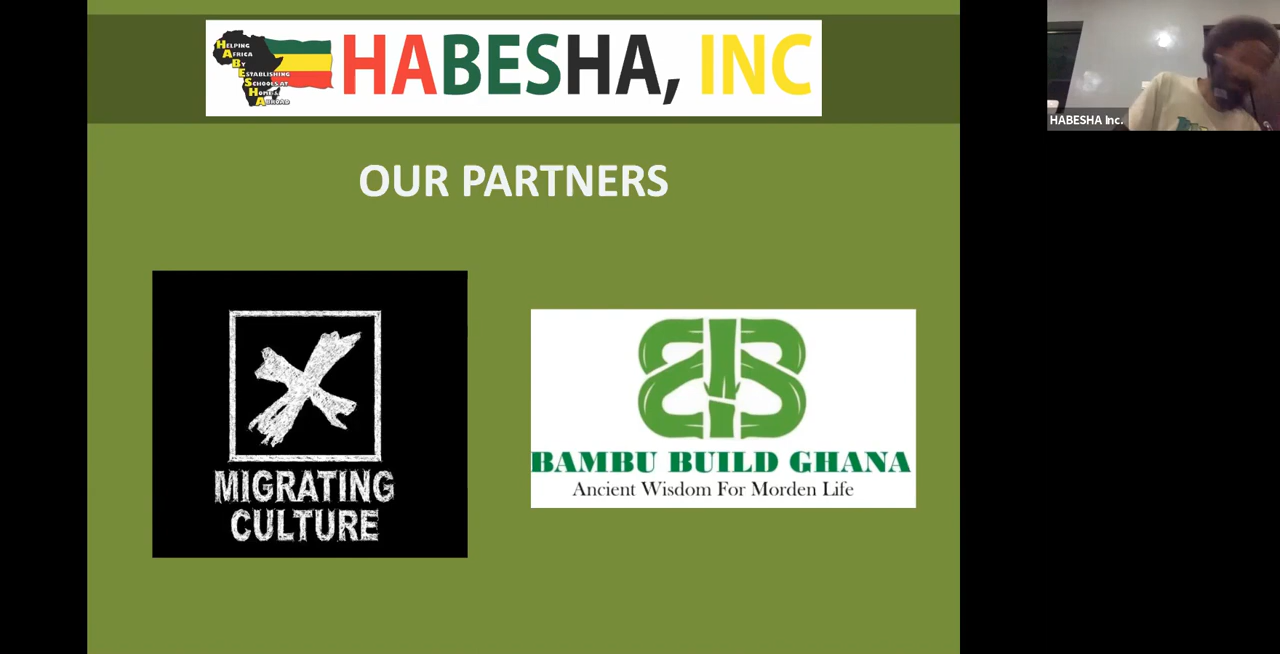 HELPING
AFRICA
BY
ESTABLISHING
SCHOOLS AT
HOME &
ABROAD
HABESHA, INC
HABESHA Inc.
OUR PARTNERS
MIGRATING
CULTURE
BAMBU BUILD GHANA
Ancient Wisdom For Morden Life